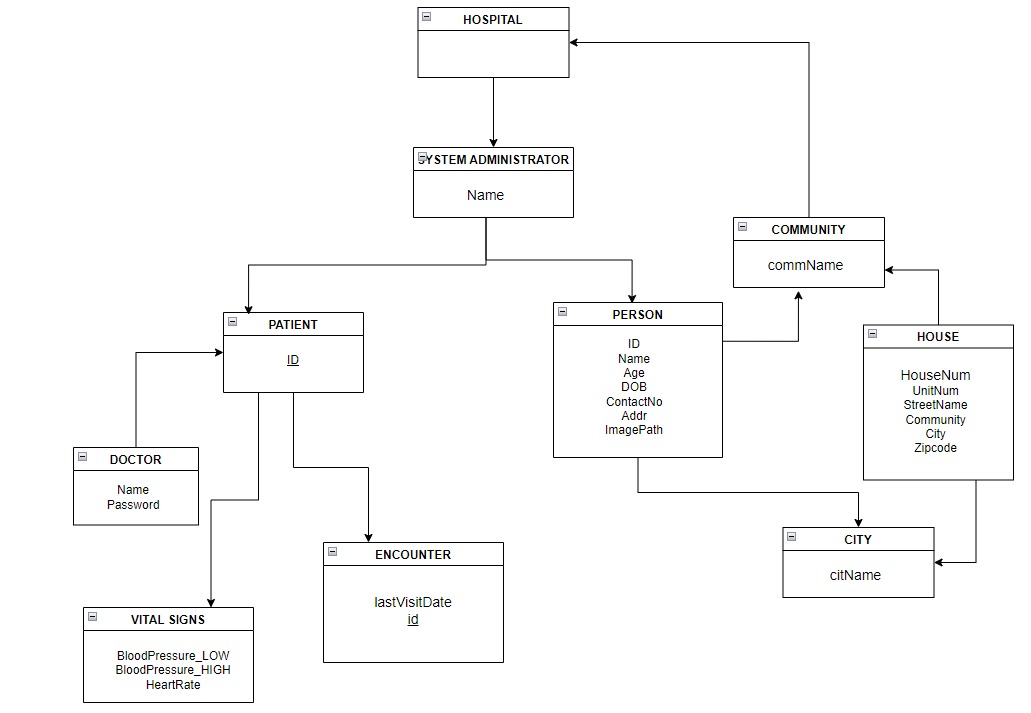 HOSPITAL
SYSTEM ADMINISTRATOR
Name
COMMUNITY
commName
PATIENT
ID
PERSON
ID
Name
Age
DOB
ContactNo
Addr
ImagePath
HOUSE
HouseNum
UnitNum
StreetName
Community
City
Zipcode
DOCTOR
Name
Password
ENCOUNTER
lastVisitDate
id
CITY
citName
VITAL SIGNS
BloodPressure_LOW
BloodPressure_HIGH
HeartRate